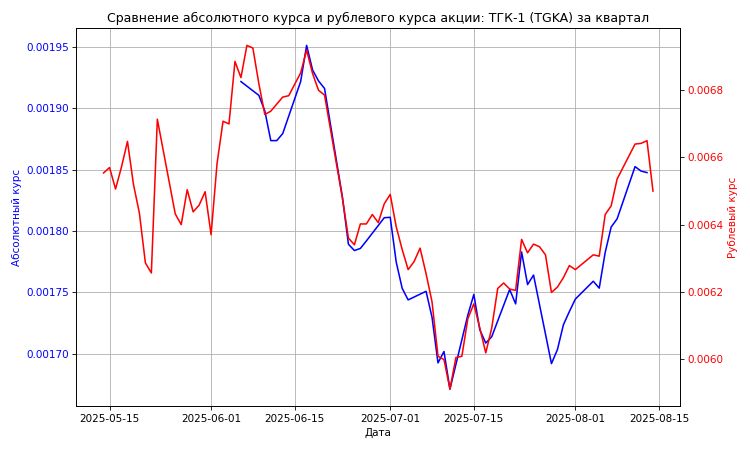 Сравнение абсолютного курса и рублевого курса акции: ТГК-1 (TGKA) за квартал
0.00195
0.00190
0.00185
0.00180
0.00175
0.00170
Абсолютный курс
0.0068
0.0066
0.0064
0.0062
0.0060
Рублевый курс
2025-05-15 2025-06-01 2025-06-15 2025-07-01 2025-07-15 2025-08-01 2025-08-15
Дата